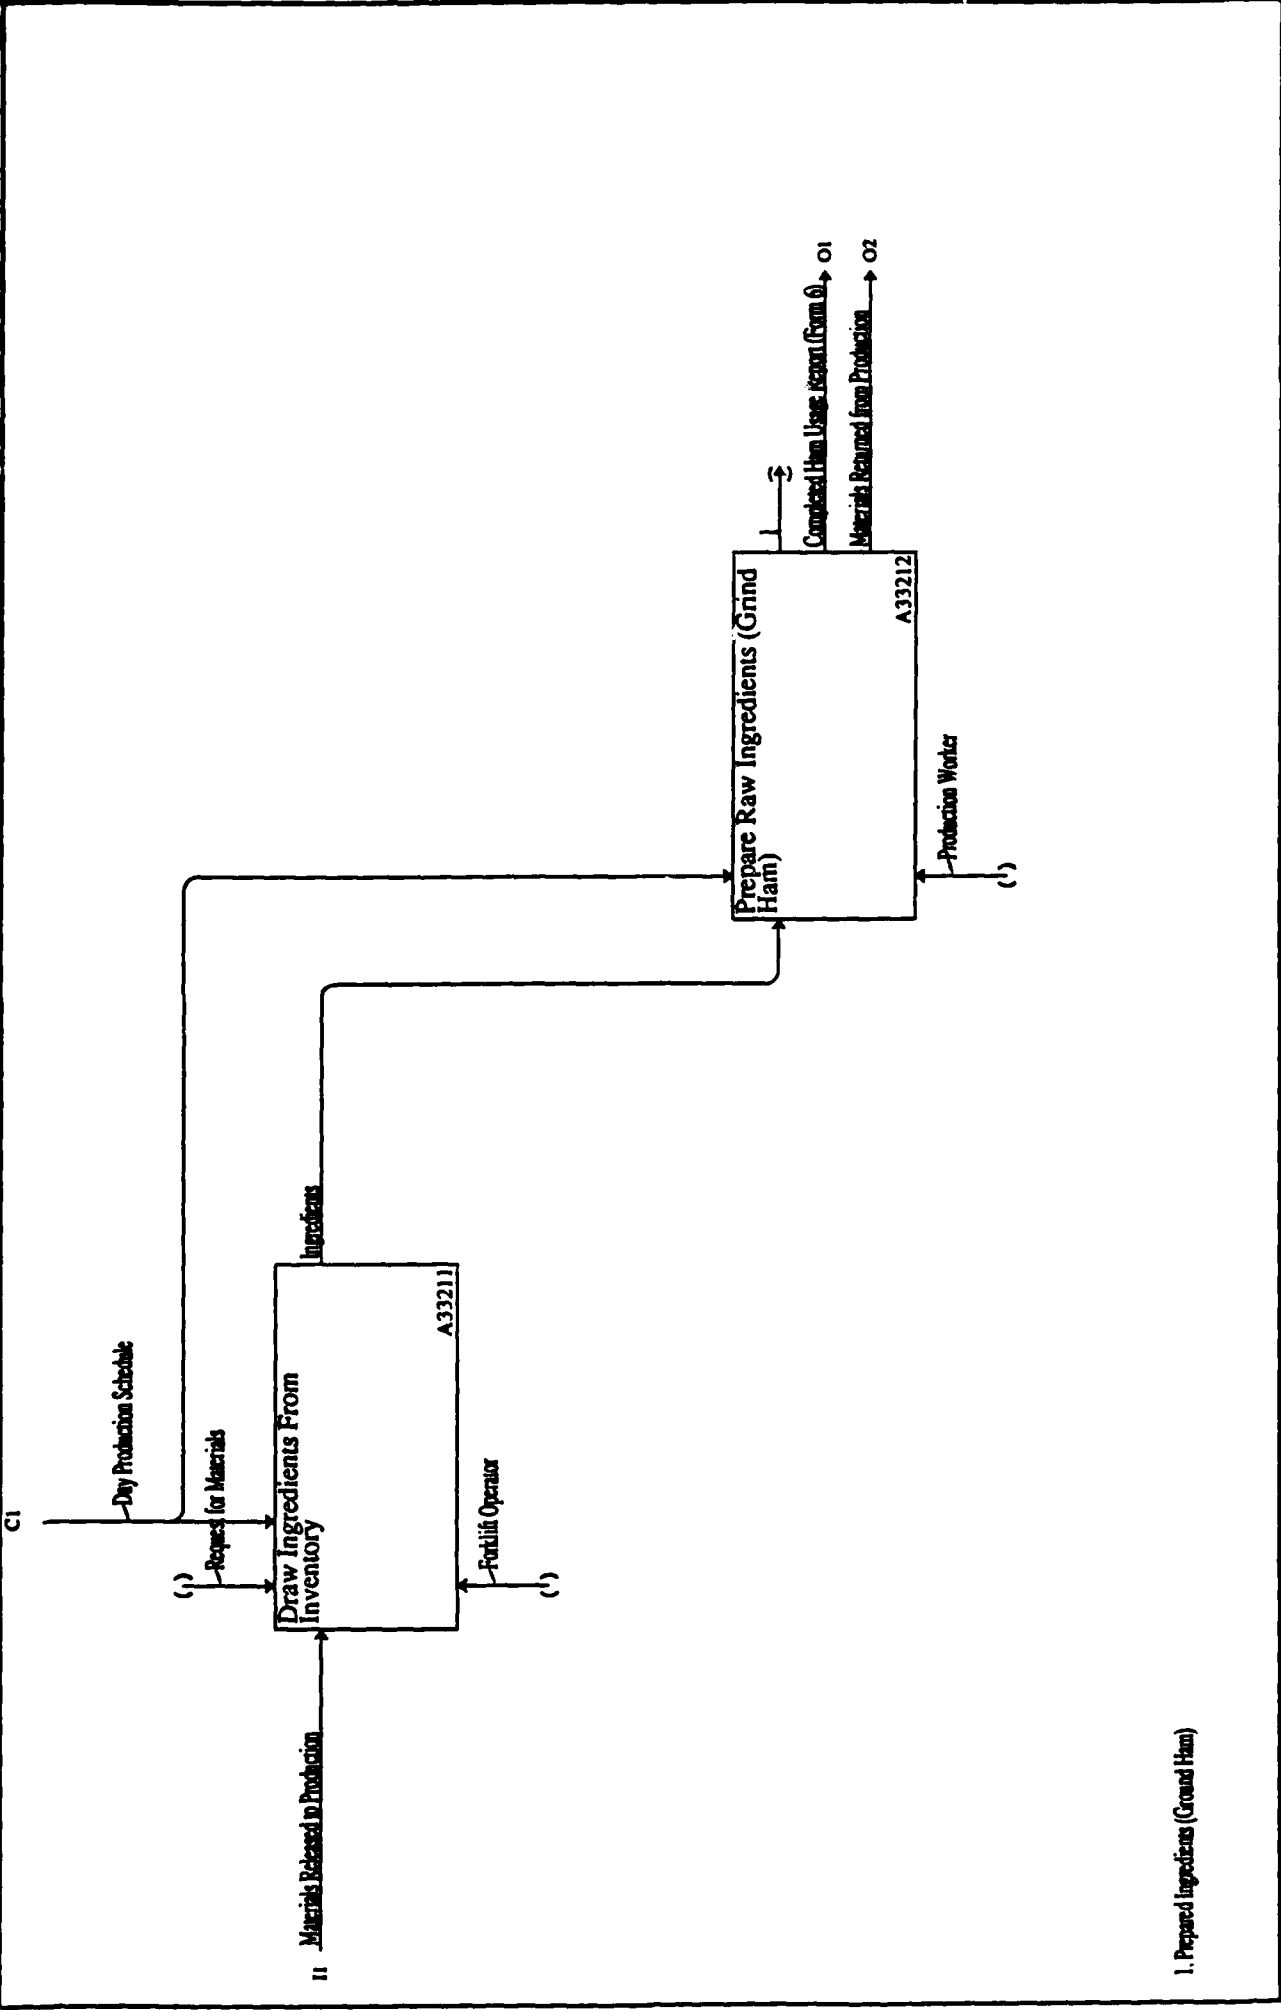 C1
Day Production Schedule
( )
Request for Materials
I1
Materials Released to Production
Draw Ingredients From
Inventory
A33211
Ingredients
Forklift Operator
( )
Prepare Raw Ingredients (Grind
Ham)
A33212
1
( )
Completed Ham Usage Report (Form 6)
O1
Materials Returned from Production
O2
Production Worker
( )
1. Prepared Ingredients (Ground Ham)